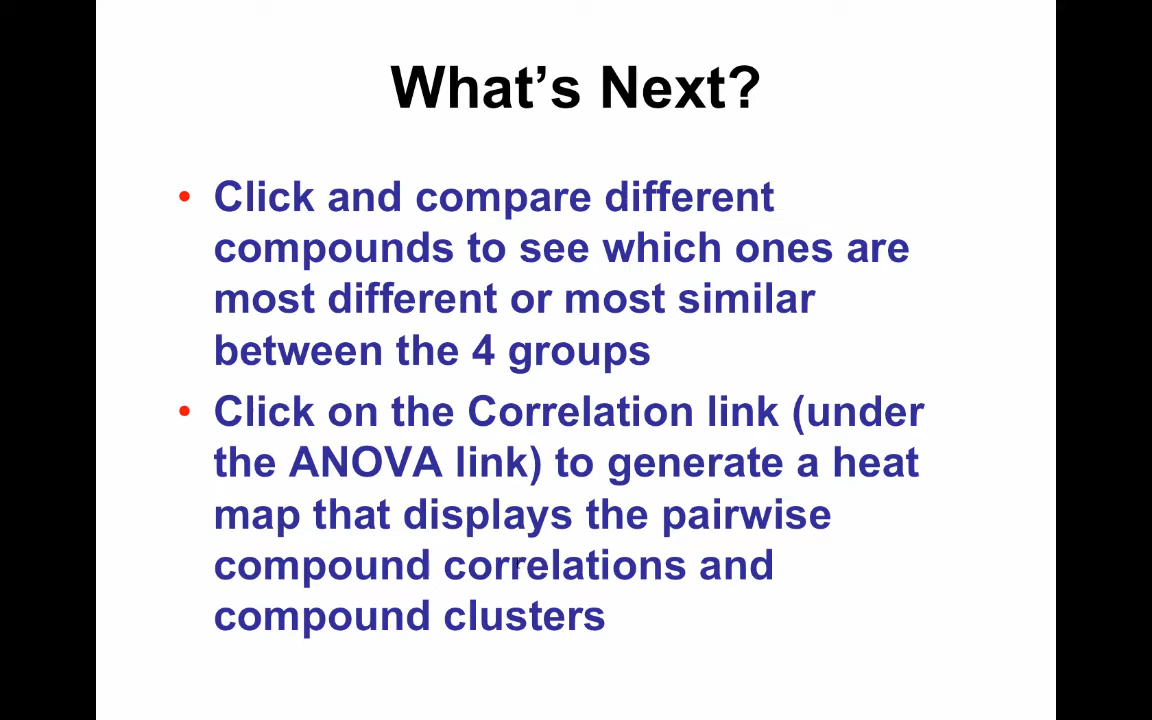 What’s Next?
• Click and compare different
compounds to see which ones are
most different or most similar
between the 4 groups
• Click on the Correlation link (under
the ANOVA link) to generate a heat
map that displays the pairwise
compound correlations and
compound clusters